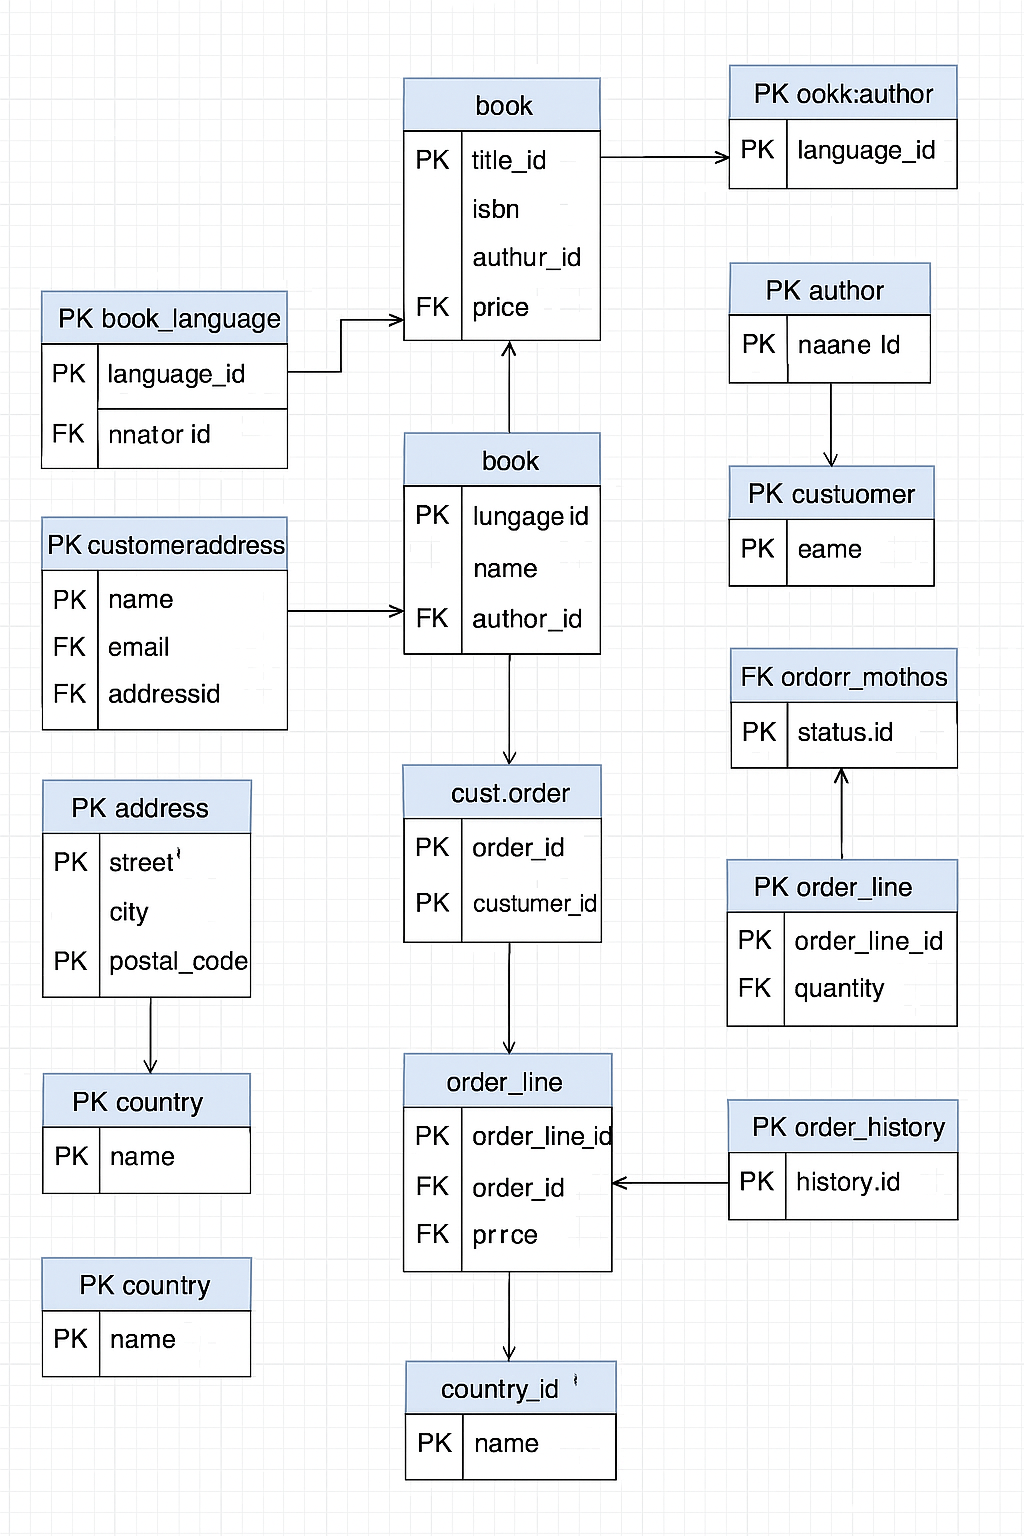 book
PK title_id
isbn
authur_id
FK price
PK ookk:author
PK language_id
PK author
PK naane Id
PK book_language
PK language_id
FK nnator id
book
PK lungage id
name
FK author_id
PK custuomer
PK eame
PK customeraddress
PK name
FK email
FK addressid
FK ordorr_mothos
PK status.id
PK address
PK street
city
PK postal_code
cust.order
PK order_id
PK custumer_id
PK order_line
PK order_line_id
FK quantity
PK country
PK name
order_line
PK order_line_id
FK order_id
FK prrce
PK order_history
PK history.id
PK country
PK name
country_id
PK name